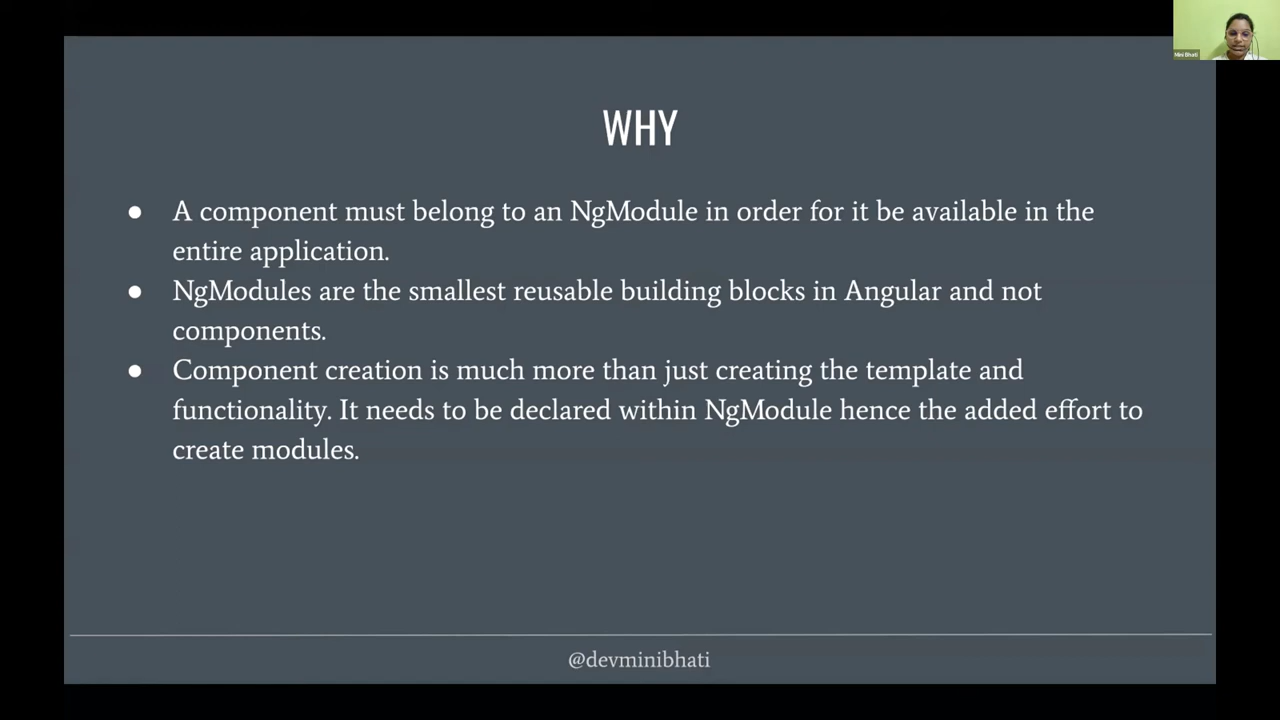 Mini Bhati
WHY
● A component must belong to an NgModule in order for it be available in the
entire application.
● NgModules are the smallest reusable building blocks in Angular and not
components.
● Component creation is much more than just creating the template and
functionality. It needs to be declared within NgModule hence the added effort to
create modules.
@devminibhati